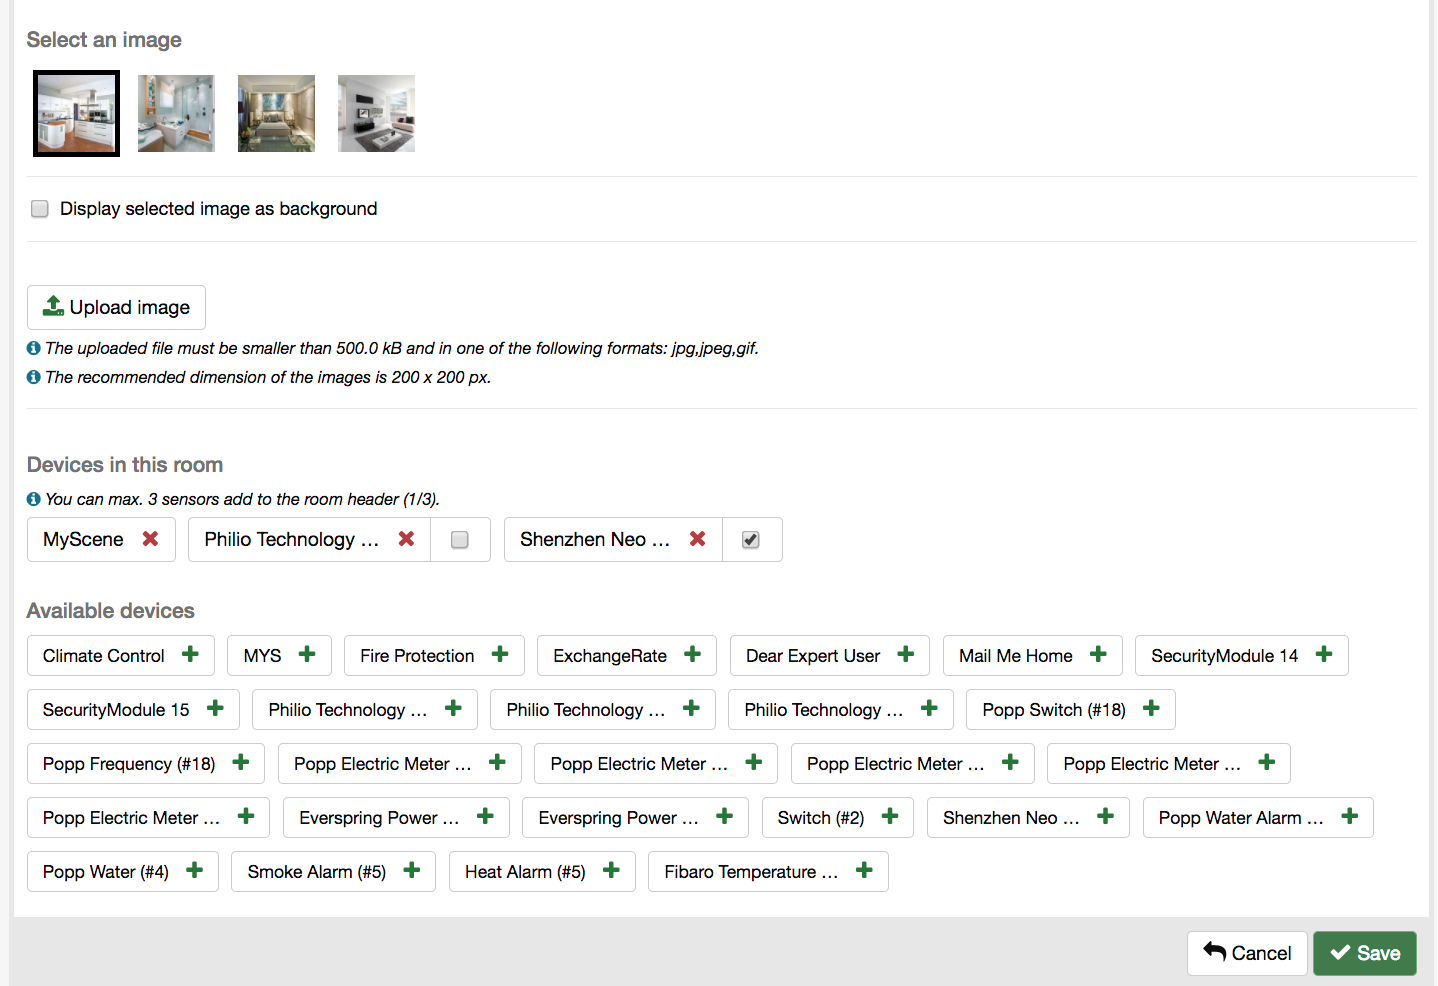 Select an image
Display selected image as background
Upload image
The uploaded file must be smaller than 500.0 kB and in one of the following formats: jpg,jpeg,gif.
The recommended dimension of the images is 200 x 200 px.
Devices in this room
You can max. 3 sensors add to the room header (1/3).
MyScene Philio Technology ... Shenzhen Neo ...
Available devices
Climate Control MYS Fire Protection ExchangeRate Dear Expert User Mail Me Home SecurityModule 14
SecurityModule 15 Philio Technology ... Philio Technology ... Philio Technology ... Popp Switch (#18)
Popp Frequency (#18) Popp Electric Meter ... Popp Electric Meter ... Popp Electric Meter ... Popp Electric Meter ...
Popp Electric Meter ... Everspring Power ... Everspring Power ... Switch (#2) Shenzhen Neo ... Popp Water Alarm ...
Popp Water (#4) Smoke Alarm (#5) Heat Alarm (#5) Fibaro Temperature ...
Cancel Save